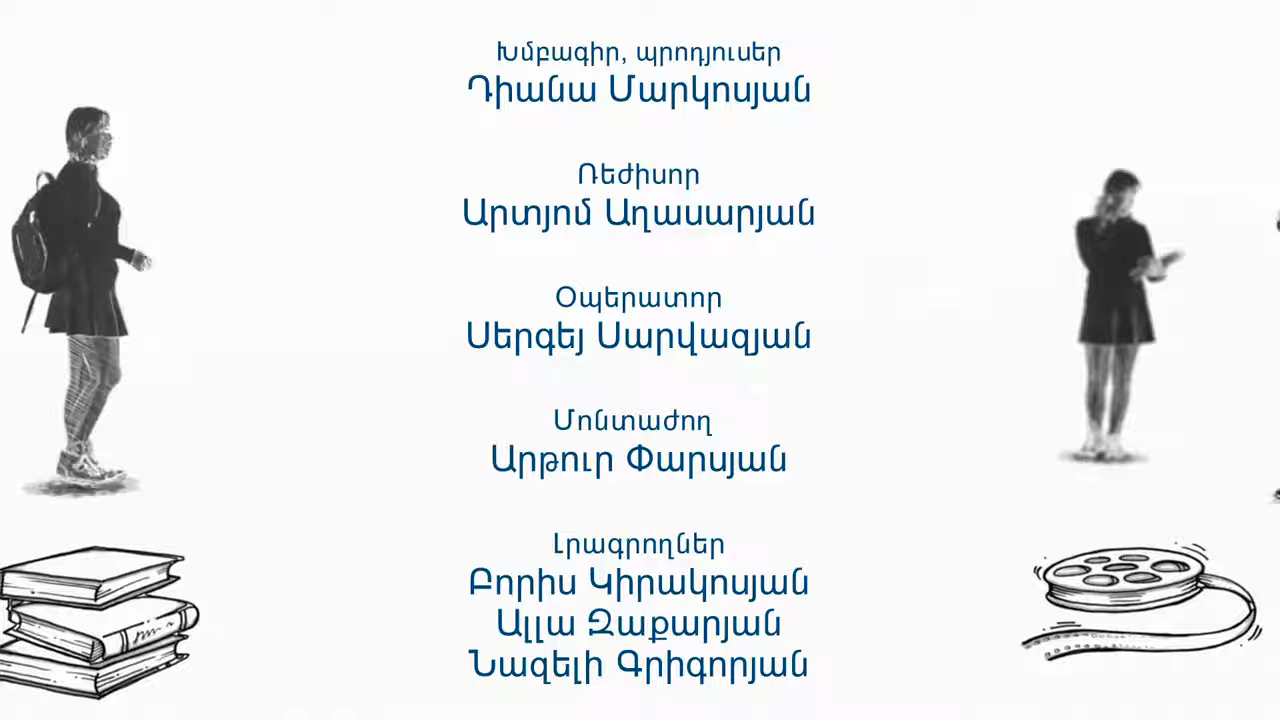 Խմբագիր, պրոդյուսեր
Դիանա Մարկոսյան
Ռեժիսոր
Արտյոմ Աղասարյան
Օպերատոր
Սերգեյ Սարվազյան
Մոնտաժող
Արթուր Փարսյան
Լրագրողներ
Բորիս Կիրակոսյան
Ալլա Զաքարյան
Նազելի Գրիգորյան